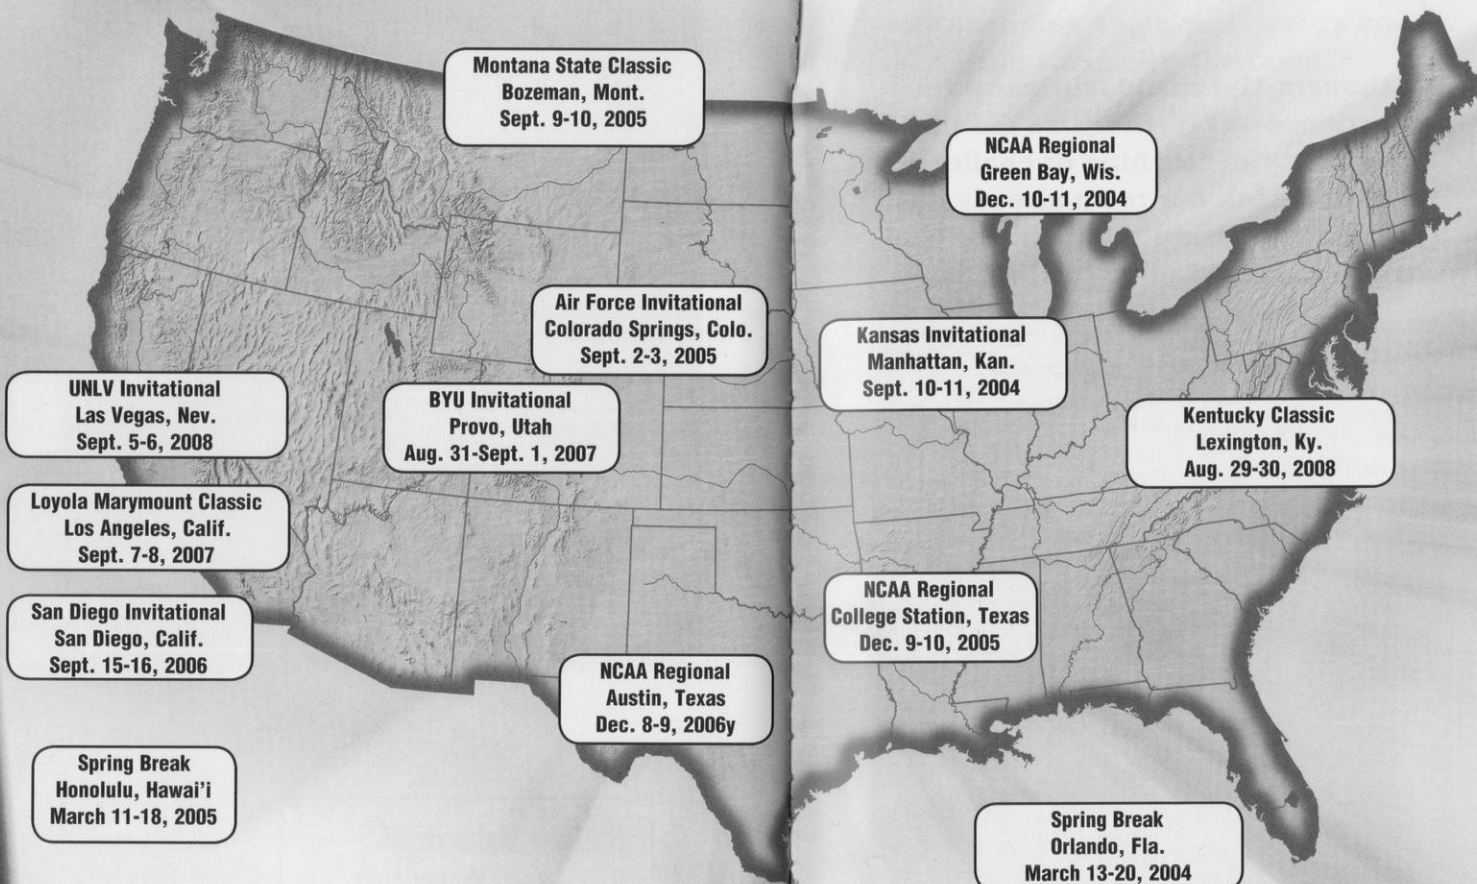 Montana State Classic
Bozeman, Mont.
Sept. 9-10, 2005
NCAA Regional
Green Bay, Wis.
Dec. 10-11, 2004
Air Force Invitational
Colorado Springs, Colo.
Sept. 2-3, 2005
Kansas Invitational
Manhattan, Kan.
Sept. 10-11, 2004
UNLV Invitational
Las Vegas, Nev.
Sept. 5-6, 2008
BYU Invitational
Provo, Utah
Aug. 31-Sept. 1, 2007
Kentucky Classic
Lexington, Ky.
Aug. 29-30, 2008
Loyola Marymount Classic
Los Angeles, Calif.
Sept. 7-8, 2007
NCAA Regional
College Station, Texas
Dec. 9-10, 2005
San Diego Invitational
San Diego, Calif.
Sept. 15-16, 2006
NCAA Regional
Austin, Texas
Dec. 8-9, 2006y
Spring Break
Honolulu, Hawai'i
March 11-18, 2005
Spring Break
Orlando, Fla.
March 13-20, 2004